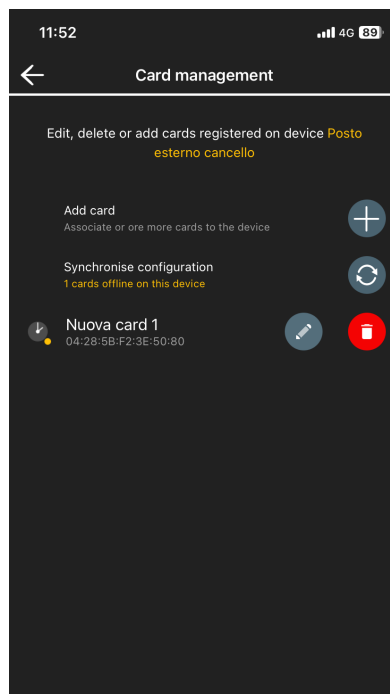 11:52
4G 89
Card management
Edit, delete or add cards registered on device Posto
esterno cancello
Add card
Associate or ore more cards to the device
Synchronise configuration
1 cards offline on this device
Nuova card 1
04:28:5B:F2:3E:50:80